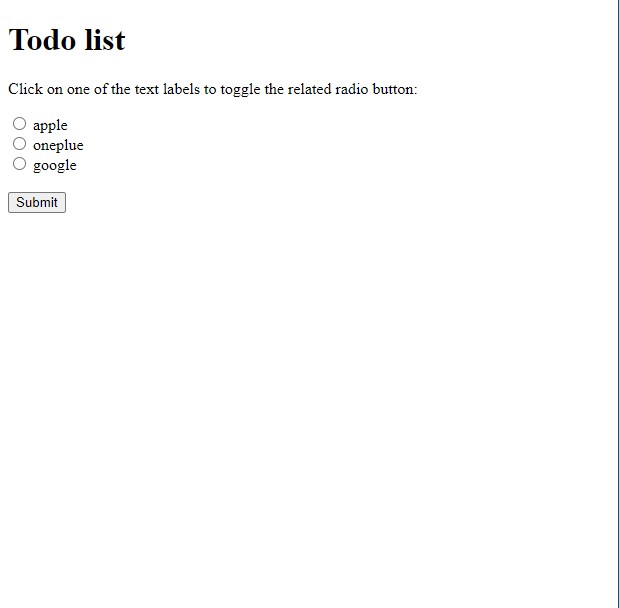 Todo list
Click on one of the text labels to toggle the related radio button:
apple
oneplue
google
Submit